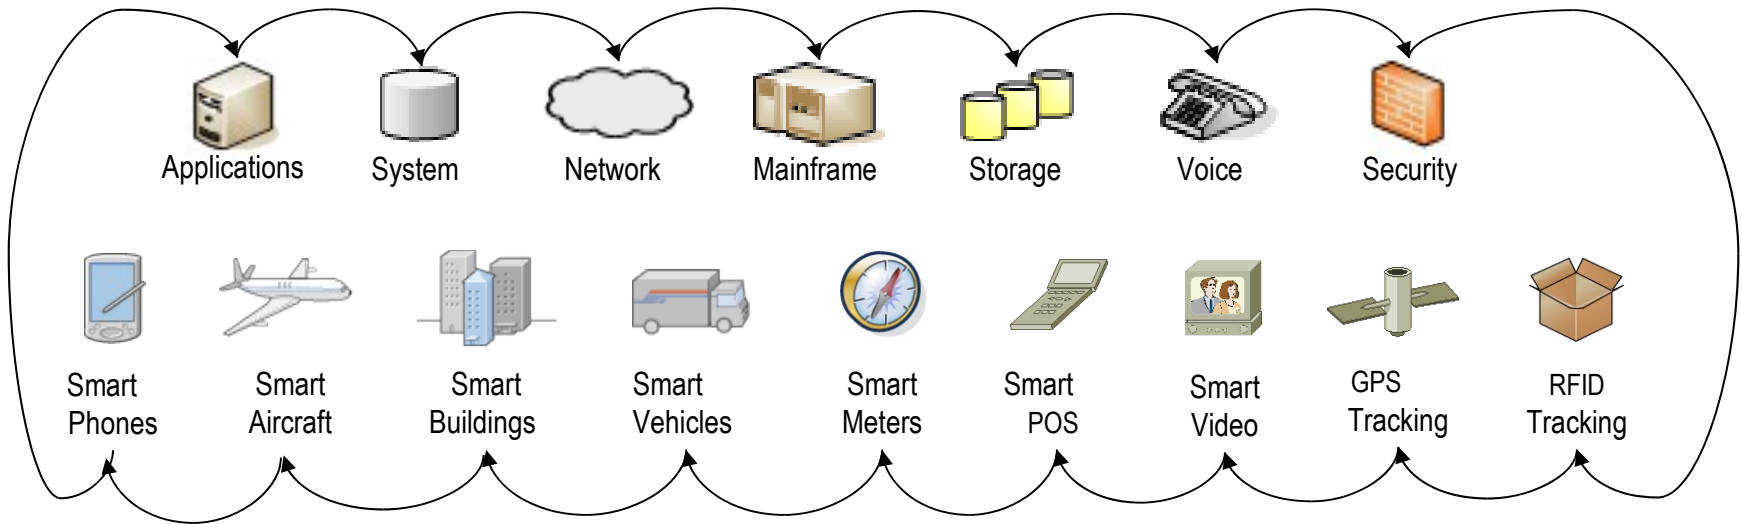 Applications System Network Mainframe Storage Voice Security
Smart Smart Smart Smart Smart Smart Smart GPS RFID
Phones Aircraft Buildings Vehicles Meters POS Video Tracking Tracking